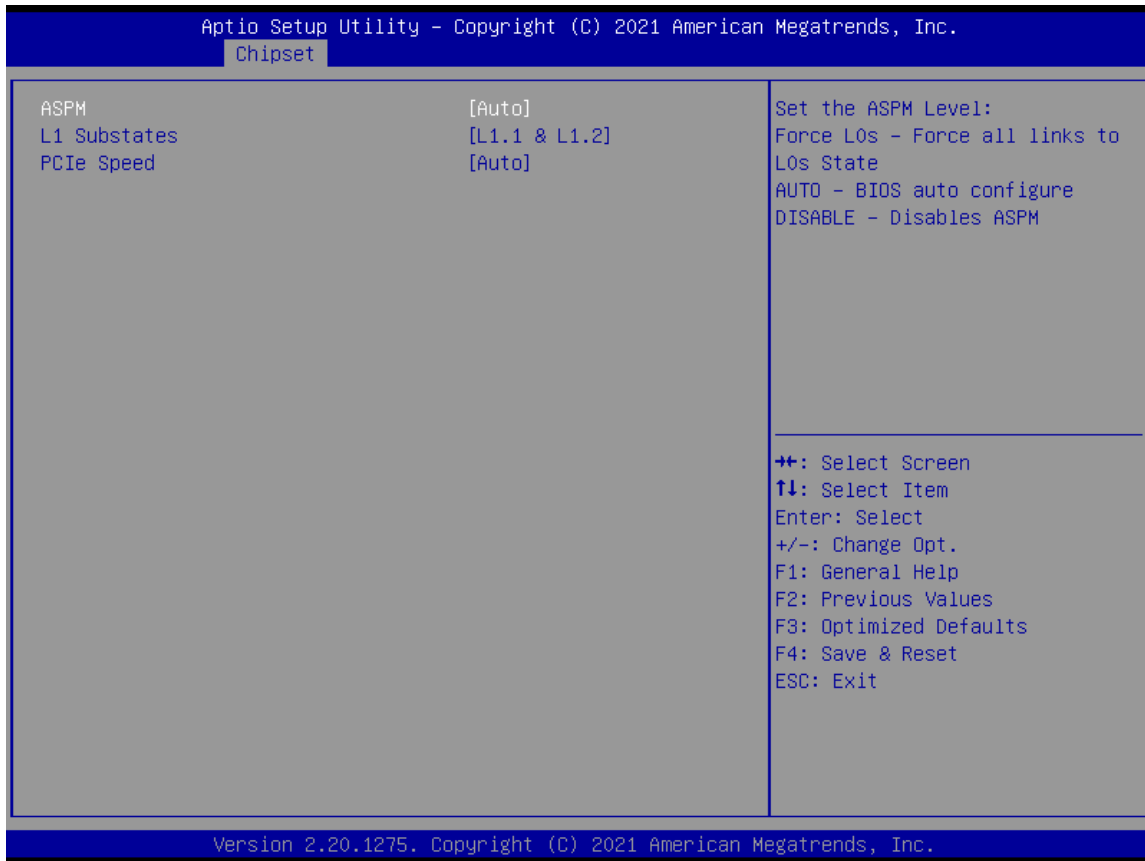 Aptio Setup Utility – Copyright (C) 2021 American Megatrends, Inc.
Chipset
ASPM [Auto]
L1 Substates [L1.1 & L1.2]
PCIe Speed [Auto]
Set the ASPM Level:
Force L0s – Force all links to
L0s State
AUTO – BIOS auto configure
DISABLE – Disables ASPM
→←: Select Screen
↑↓: Select Item
Enter: Select
+/-: Change Opt.
F1: General Help
F2: Previous Values
F3: Optimized Defaults
F4: Save & Reset
ESC: Exit
Version 2.20.1275. Copyright (C) 2021 American Megatrends, Inc.